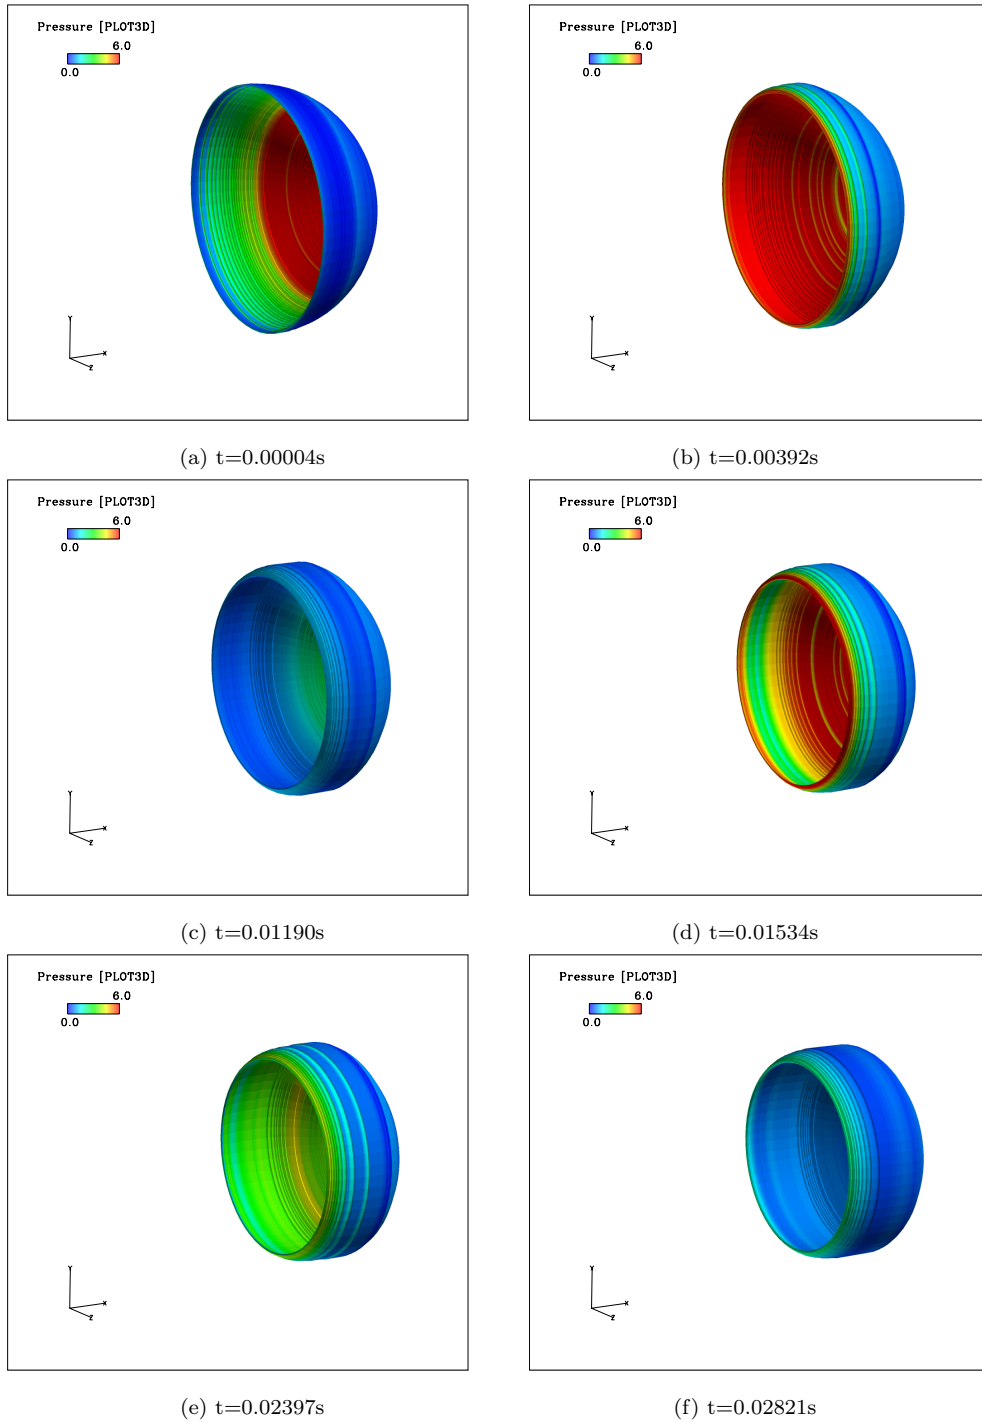 Pressure [PLOT3D]
6.0
0.0
Y
X
Z
(a) t=0.00004s
Pressure [PLOT3D]
6.0
0.0
Y
X
Z
(b) t=0.00392s
Pressure [PLOT3D]
6.0
0.0
Y
X
Z
(c) t=0.01190s
Pressure [PLOT3D]
6.0
0.0
Y
X
Z
(d) t=0.01534s
Pressure [PLOT3D]
6.0
0.0
Y
X
Z
(e) t=0.02397s
Pressure [PLOT3D]
6.0
0.0
Y
X
Z
(f) t=0.02821s